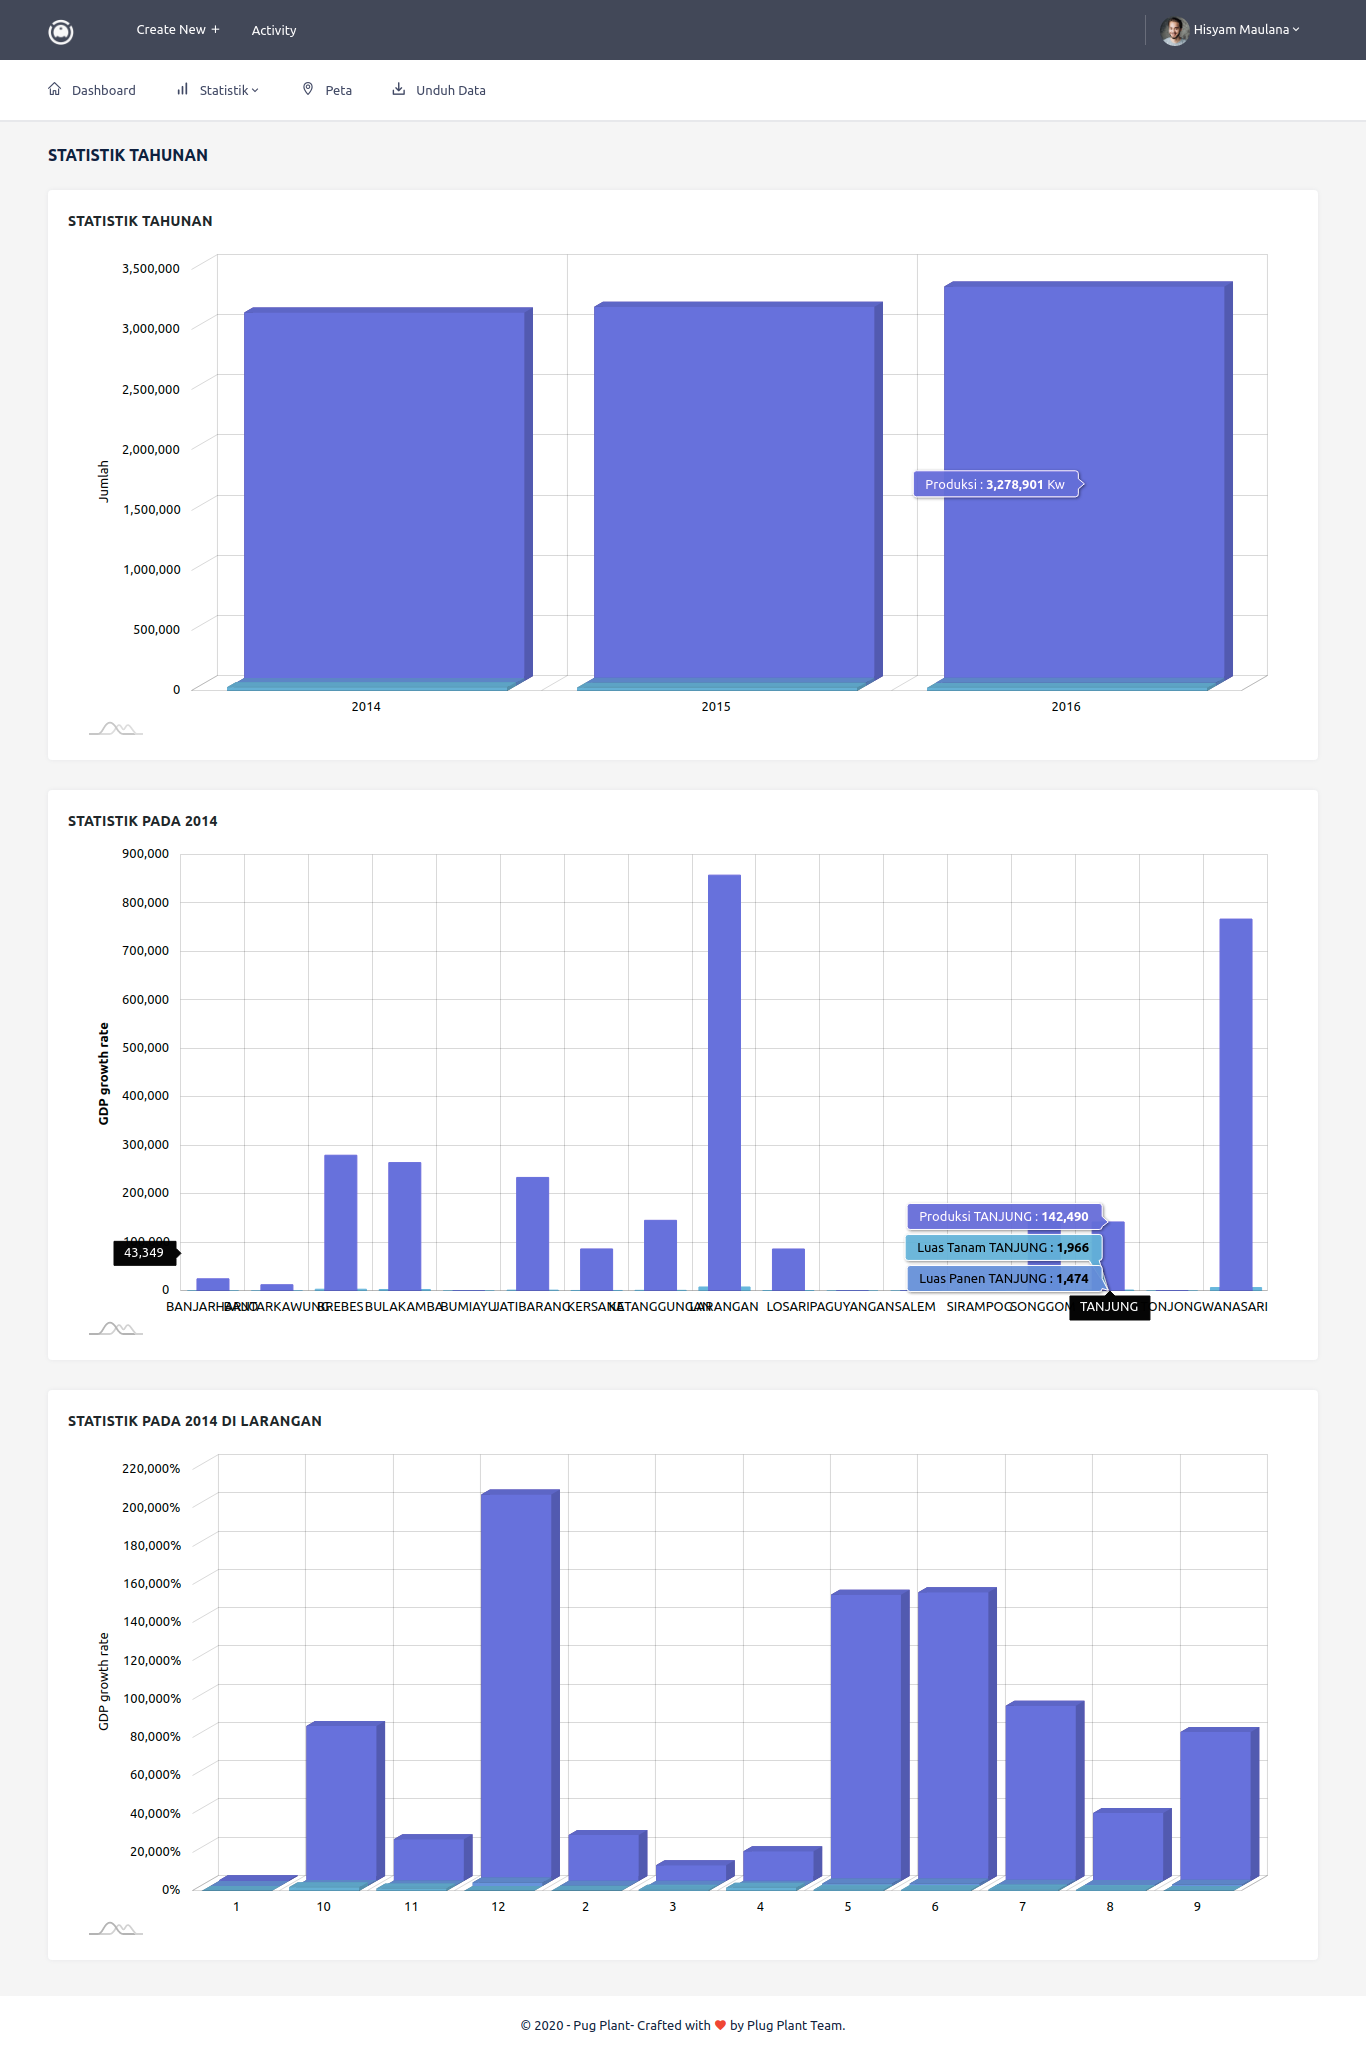 Create New +
Activity
Hisyam Maulana
Dashboard
Statistik
Peta
Unduh Data
STATISTIK TAHUNAN
STATISTIK TAHUNAN
3,500,000
3,000,000
2,500,000
2,000,000
1,500,000
1,000,000
500,000
0
Jumlah
Produksi : 3,278,901 Kw
2014
2015
2016
STATISTIK PADA 2014
900,000
800,000
700,000
600,000
500,000
400,000
300,000
200,000
100,000
0
GDP growth rate
43,349
Produksi TANJUNG : 142,490
Luas Tanam TANJUNG : 1,966
Luas Panen TANJUNG : 1,474
BANJARHARJO
BANTARKAWUNG
BREBES
BULAKAMBA
BUMIAYU
JATIBARANG
KERSANA
KETANGGUNGAN
LARANGAN
LOSARI
PAGUYANGAN
SALEM
SIRAMPOG
SONGGOM
TANJUNG
ONJONG
WANASARI
STATISTIK PADA 2014 DI LARANGAN
220,000%
200,000%
180,000%
160,000%
140,000%
120,000%
100,000%
80,000%
60,000%
40,000%
20,000%
0%
GDP growth rate
1
10
11
12
2
3
4
5
6
7
8
9
© 2020 - Pug Plant- Crafted with ❤ by Plug Plant Team.